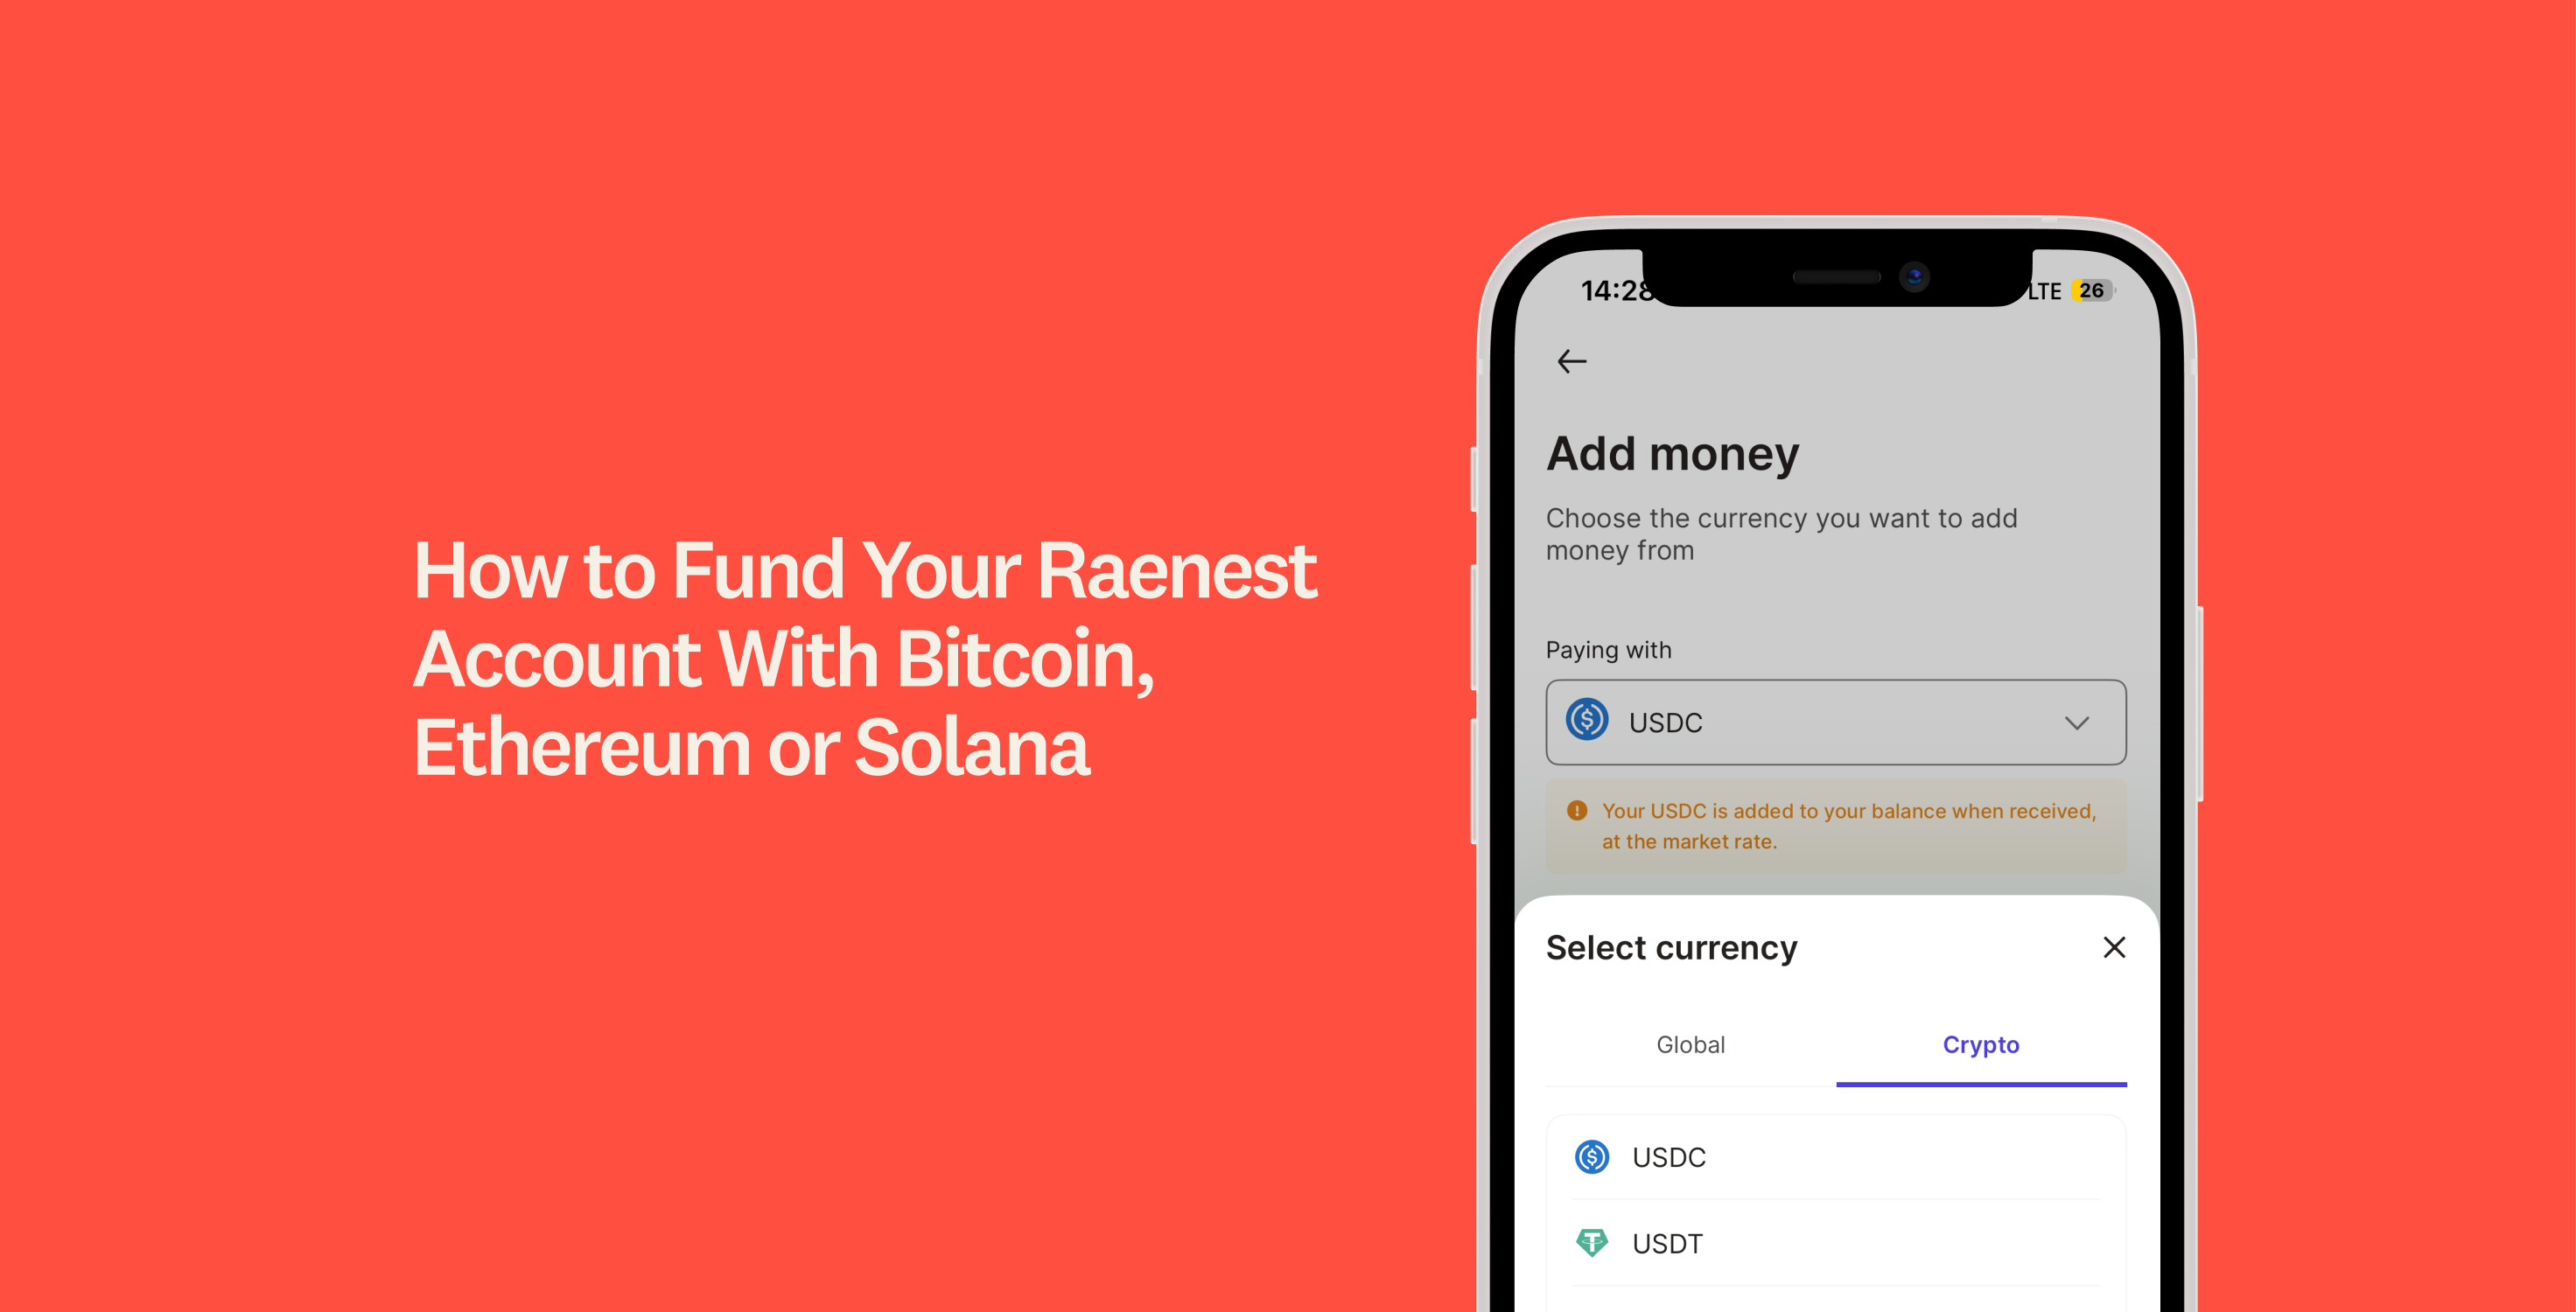 How to Fund Your Raenest
Account With Bitcoin,
Ethereum or Solana
14:28
LTE 26
Add money
Choose the currency you want to add
money from
Paying with
USDC
Your USDC is added to your balance when received,
at the market rate.
Select currency
Global Crypto
USDC
USDT